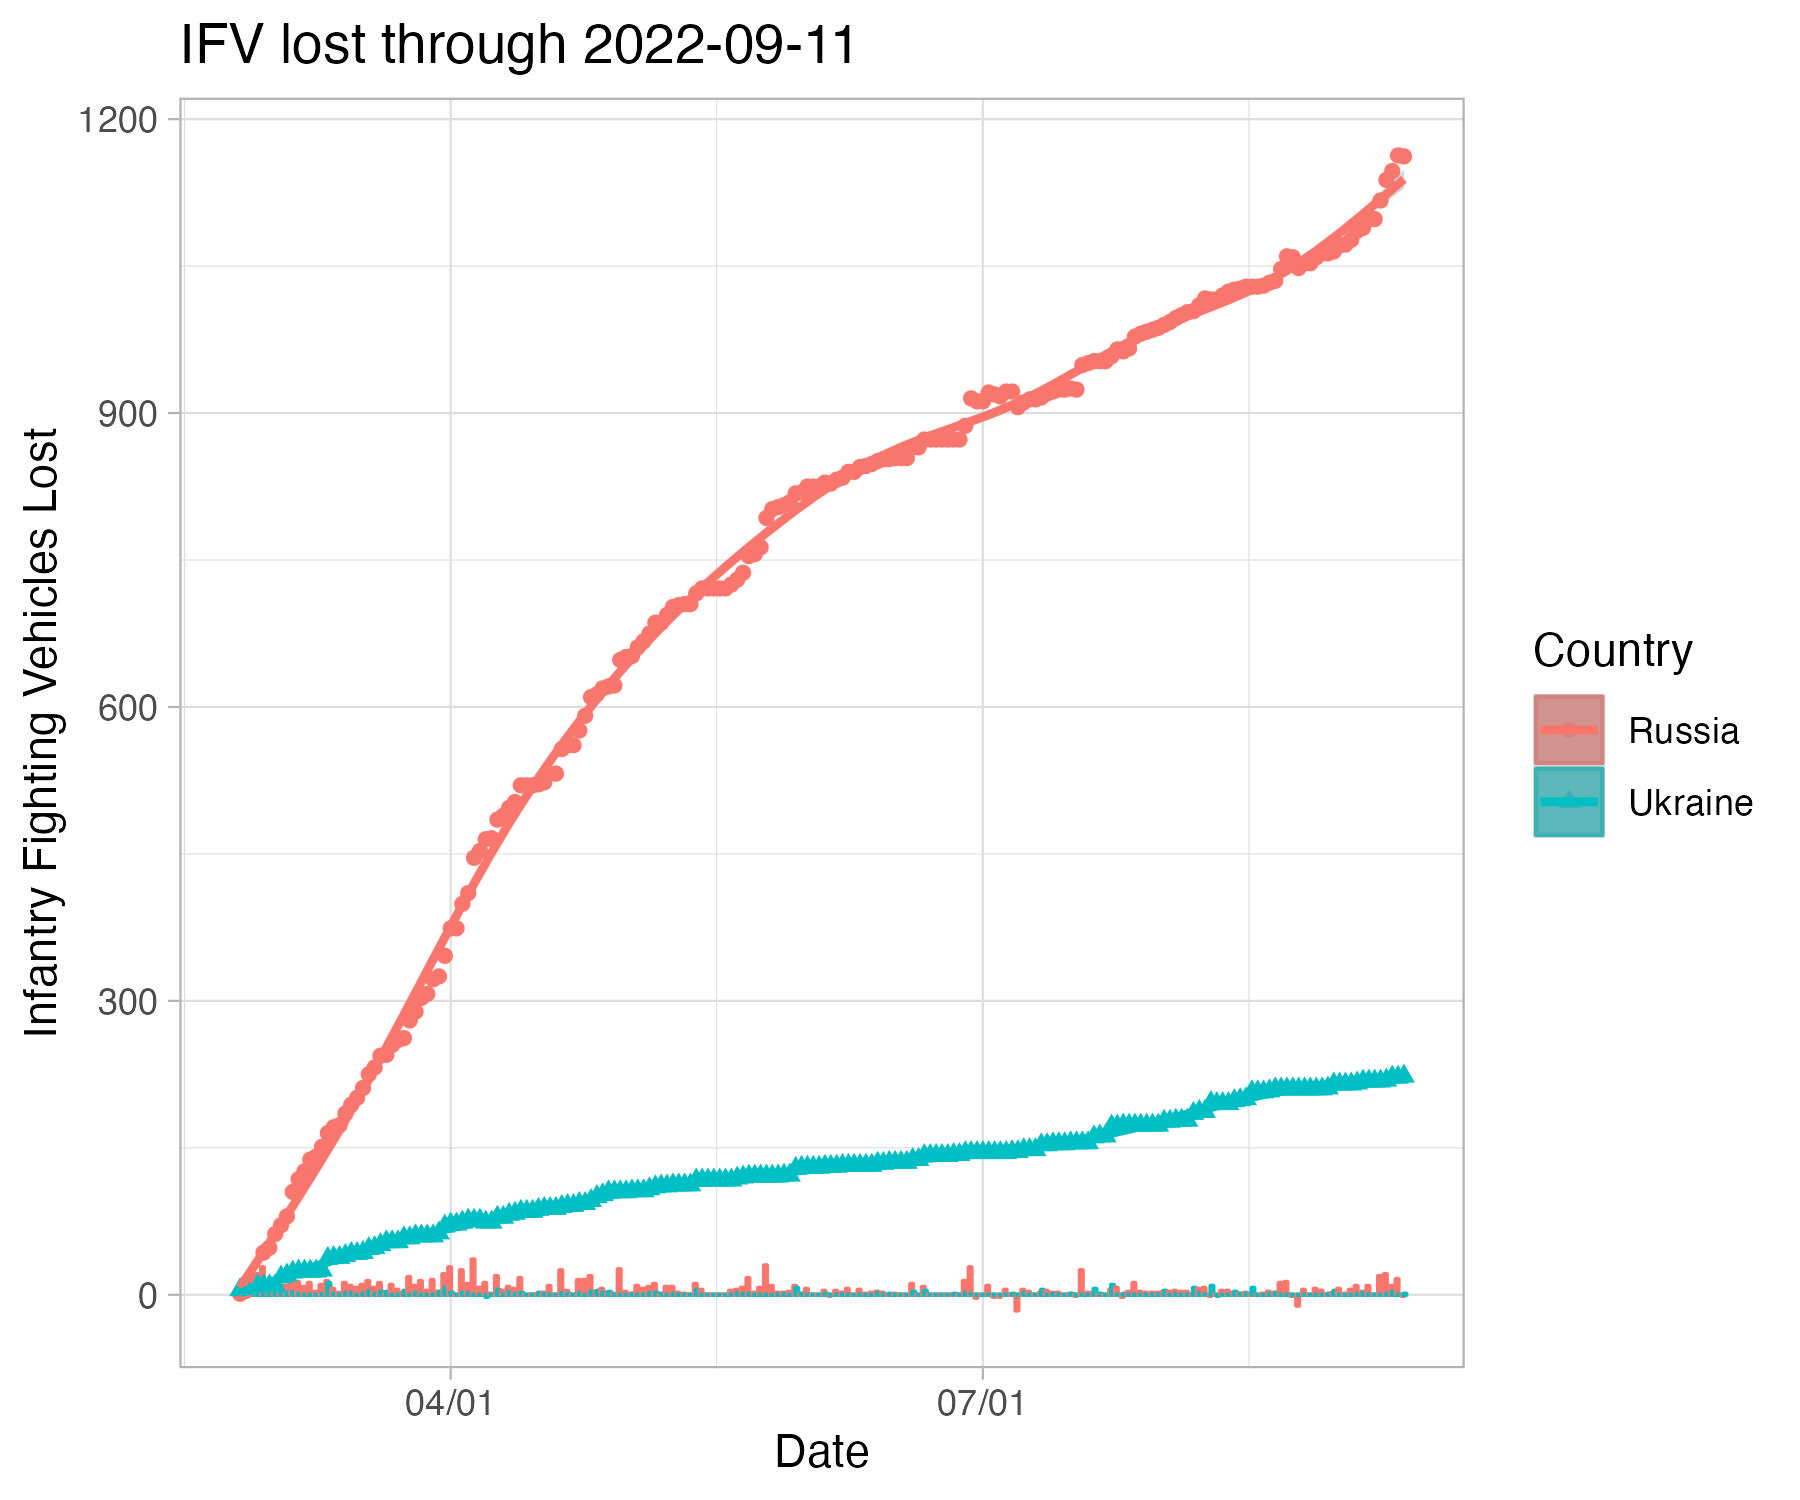 IFV lost through 2022-09-11
Infantry Fighting Vehicles Lost
1200
900
600
300
0
04/01
07/01
Date
Country
Russia
Ukraine